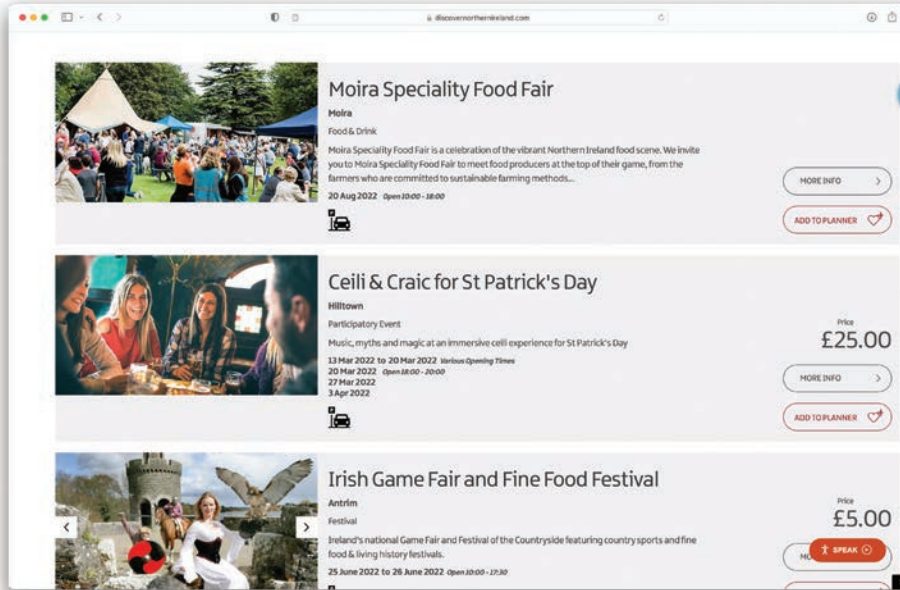 discovernorthernireland.com
Moira Speciality Food Fair
Moira
Food & Drink
Moira Speciality Food Fair is a celebration of the vibrant Northern Ireland food scene. We invite
you to Moira Speciality Food Fair to meet food producers at the top of their game, from the
farmers who are committed to sustainable farming methods...
20 Aug 2022 Open 10:00 - 18:00
MORE INFO
ADD TO PLANNER
Ceili & Craic for St Patrick's Day
Hilltown
Participatory Event
Music, myths and magic at an immersive ceili experience for St Patrick's Day
13 Mar 2022 to 20 Mar 2022 Various Opening Times
20 Mar 2022 Open 18:00 - 20:00
27 Mar 2022
3 Apr 2022
Price
£25.00
MORE INFO
ADD TO PLANNER
Irish Game Fair and Fine Food Festival
Antrim
Festival
Ireland's national Game Fair and Festival of the Countryside featuring country sports and fine
food & living history festivals.
25 June 2022 to 26 June 2022 Open 10:00 - 17:30
Price
£5.00
MO
SPEAK